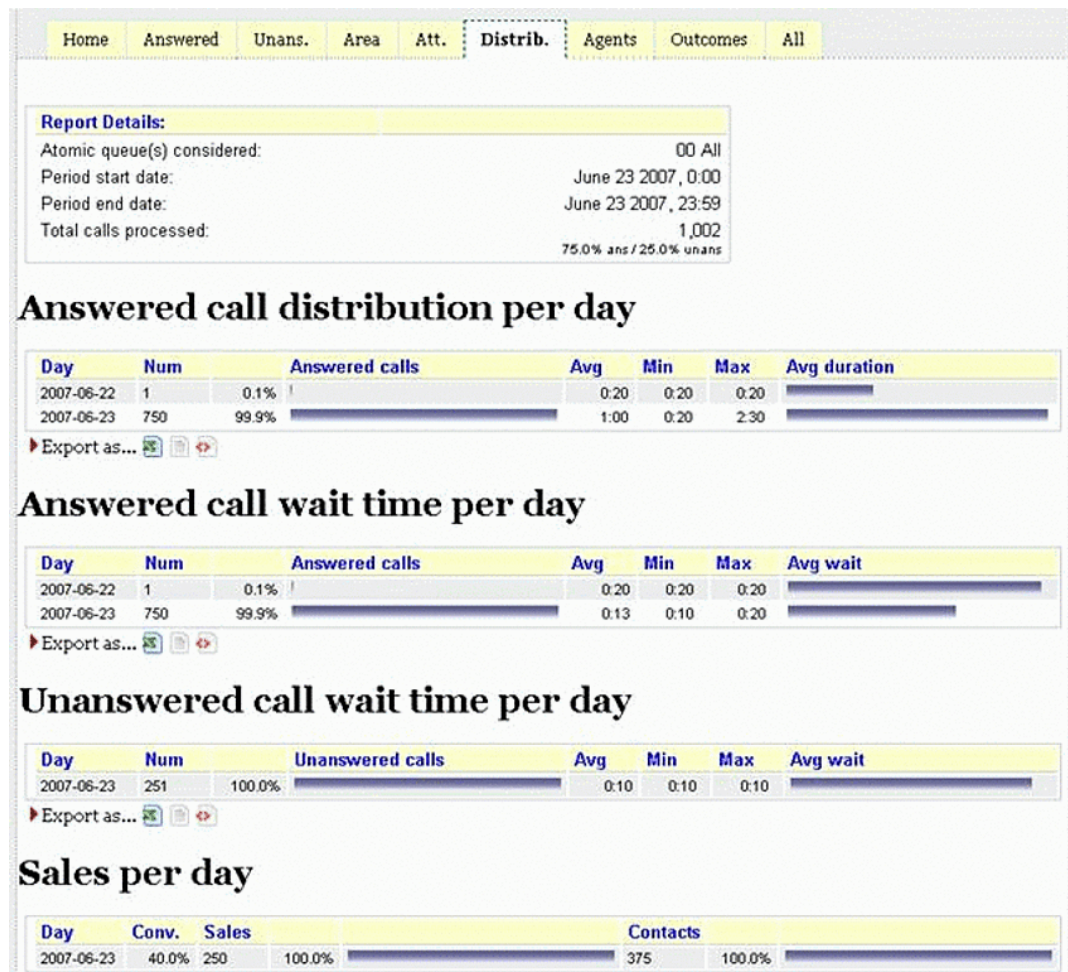 Home Answered Unans. Area Att. Distrib. Agents Outcomes All
Report Details:
Atomic queue(s) considered: 00 All
Period start date: June 23 2007, 0:00
Period end date: June 23 2007, 23:59
Total calls processed: 1,002
75.0% ans / 25.0% unans
Answered call distribution per day
Day Num Answered calls Avg Min Max Avg duration
2007-06-22 1 0.1% 0:20 0:20 0:20
2007-06-23 750 99.9% 1:00 0:20 2:30
Export as...
Answered call wait time per day
Day Num Answered calls Avg Min Max Avg wait
2007-06-22 1 0.1% 0:20 0:20 0:20
2007-06-23 750 99.9% 0:13 0:10 0:20
Export as...
Unanswered call wait time per day
Day Num Unanswered calls Avg Min Max Avg wait
2007-06-23 251 100.0% 0:10 0:10 0:10
Export as...
Sales per day
Day Conv. Sales Contacts
2007-06-23 40.0% 250 100.0% 375 100.0%